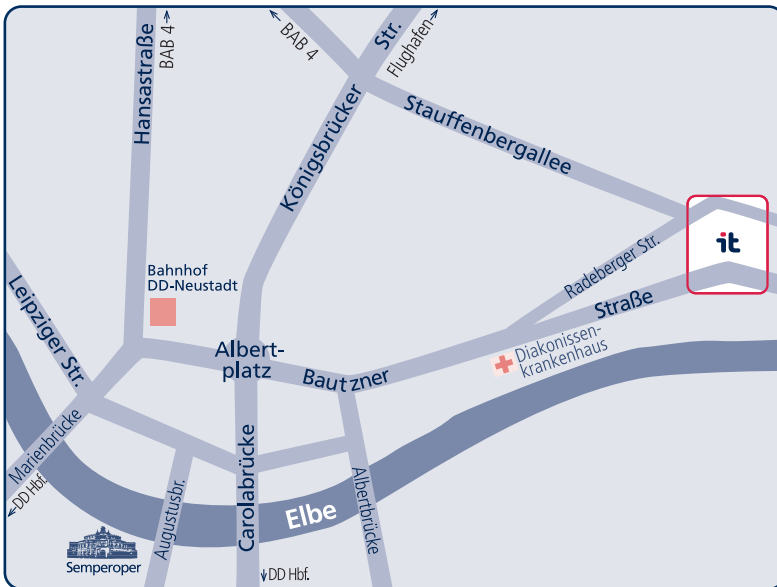 Hansastraße
BAB 4
BAB 4
Königsbrücker
Str.
Flughafen
Stauffenbergallee
it
Radeberger Str.
Bahnhof
DD-Neustadt
Leipziger Str.
Albert-
platz
Bautzner
Straße
Diakonissen-
krankenhaus
Marienbrücke
DD Hbf.
Augustusbr.
Carolabrücke
Albertbrücke
Elbe
Semperoper
DD Hbf.